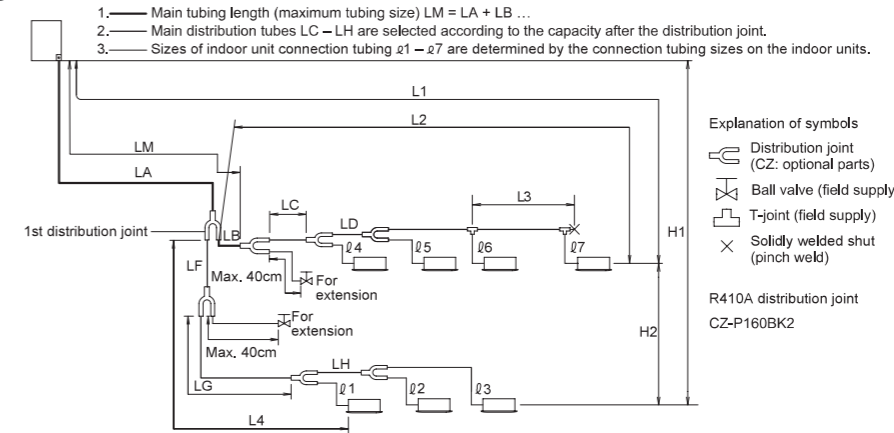 1. Main tubing length (maximum tubing size) LM = LA + LB ...
2. Main distribution tubes LC – LH are selected according to the capacity after the distribution joint.
3. Sizes of indoor unit connection tubing ℓ1 – ℓ7 are determined by the connection tubing sizes on the indoor units.
L1
L2
LM
LA
LC
L3
LD
1st distribution joint
LB
ℓ4
ℓ5
ℓ6
ℓ7
H1
LF
Max. 40cm
For
extension
For
extension
Max. 40cm
H2
LH
LG
ℓ1
ℓ2
ℓ3
L4
Explanation of symbols
Distribution joint
(CZ: optional parts)
Ball valve (field supply
T-joint (field supply)
Solidly welded shut
(pinch weld)
R410A distribution joint
CZ-P160BK2